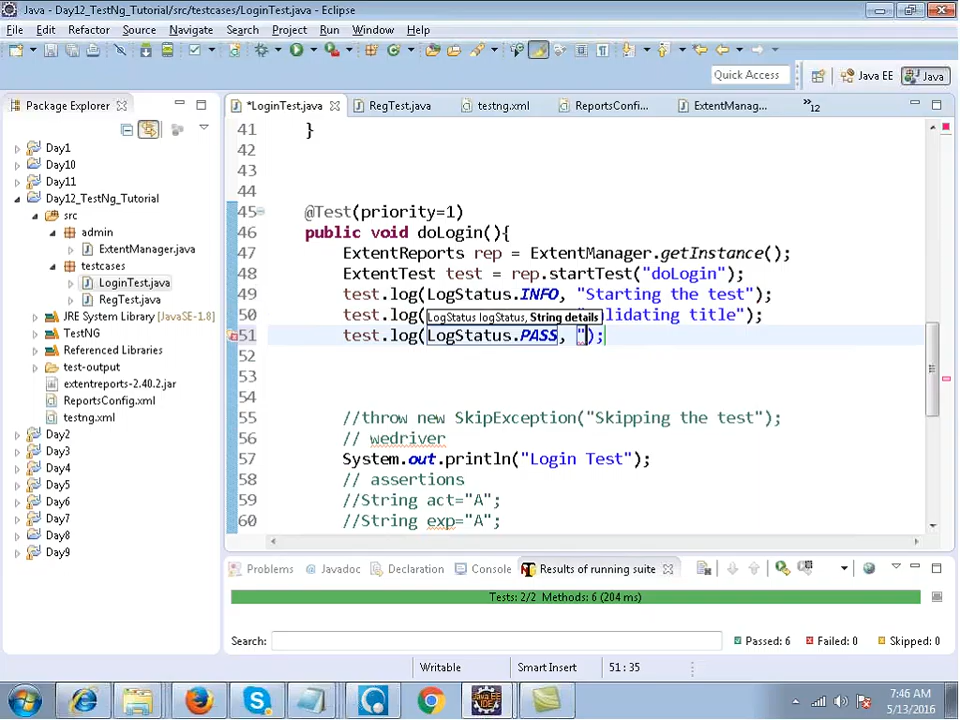 Java - Day12_TestNg_Tutorial/src/testcases/LoginTest.java - Eclipse
File Edit Refactor Source Navigate Search Project Run Window Help
Quick Access Java EE Java
Package Explorer
*LoginTest.java RegTest.java testng.xml ReportsConfi... ExtentManag... »12
Day1
Day10
Day11
Day12_TestNg_Tutorial
src
admin
ExtentManager.java
testcases
LoginTest.java
RegTest.java
JRE System Library [JavaSE-1.8]
TestNG
Referenced Libraries
test-output
extentreports-2.40.2.jar
ReportsConfig.xml
testng.xml
Day2
Day3
Day4
Day5
Day6
Day7
Day8
Day9
41 }
42
43
44
45 @Test(priority=1)
46 public void doLogin(){
47 ExtentReports rep = ExtentManager.getInstance();
48 ExtentTest test = rep.startTest("doLogin");
49 test.log(LogStatus.INFO, "Starting the test");
50 test.log( lidating title");
LogStatus logStatus, String details
51 test.log(LogStatus.PASS, ");
52
53
54
55 //throw new SkipException("Skipping the test");
56 // wedriver
57 System.out.println("Login Test");
58 // assertions
59 //String act="A";
60 //String exp="A";
Problems Javadoc Declaration Console Results of running suite
Tests: 2/2 Methods: 6 (204 ms)
Search: Passed: 6 Failed: 0 Skipped: 0
Writable Smart Insert 51 : 35
7:46 AM
5/13/2016